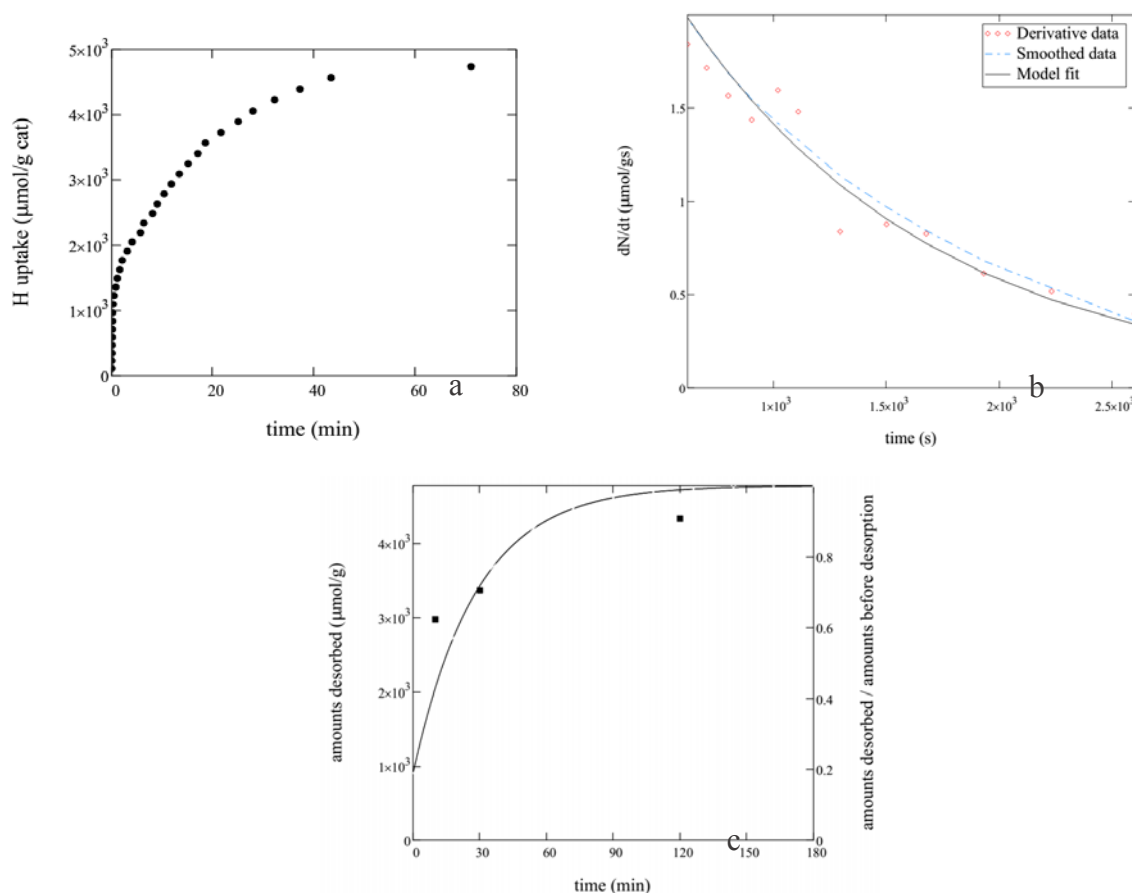 5×10³
4×10³
3×10³
2×10³
1×10³
0
H uptake (μmol/g cat)
0 20 40 60 80
a
time (min)
Derivative data
Smoothed data
Model fit
1.5
1
0.5
0
dN/dt (μmol/gs)
1×10³ 1.5×10³ 2×10³ 2.5×10³
b
time (s)
4×10³
3×10³
2×10³
1×10³
0
amounts desorbed (μmol/g)
0.8
0.6
0.4
0.2
0
amounts desorbed / amounts before desorption
0 30 60 90 120 150 180
c
time (min)